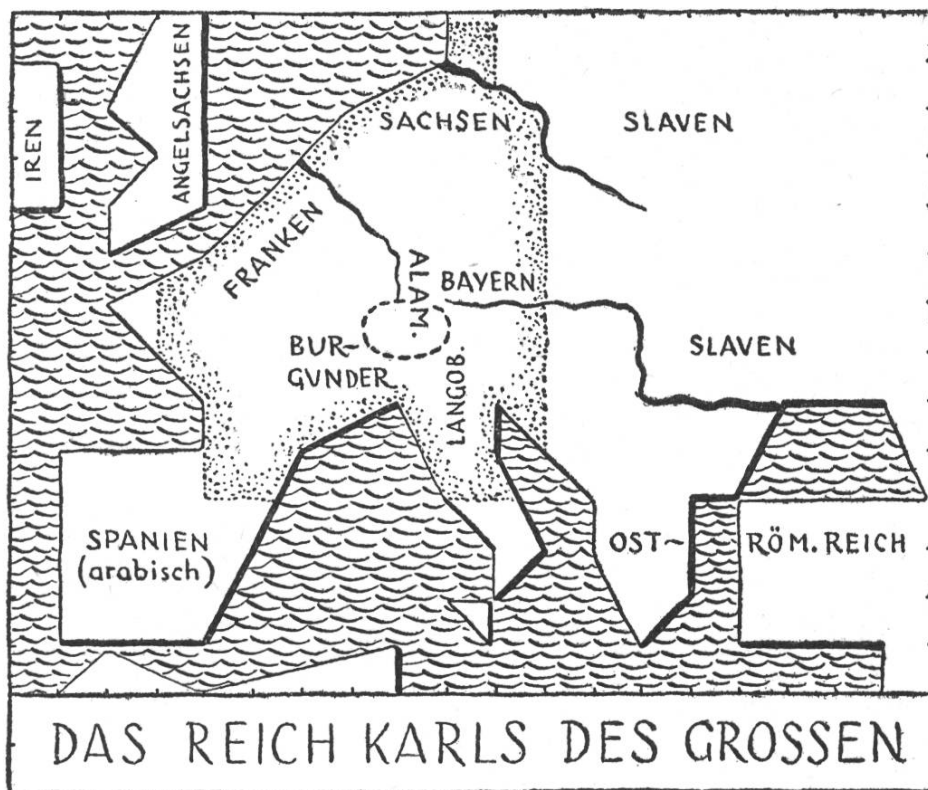 IREN
ANGELSACHSEN
SACHSEN
SLAVEN
FRANKEN
ALAM.
BAYERN
BUR-
GUNDER
LANGOB.
SLAVEN
SPANIEN
(arabisch)
OST-
RÖM. REICH
DAS REICH KARLS DES GROSSEN